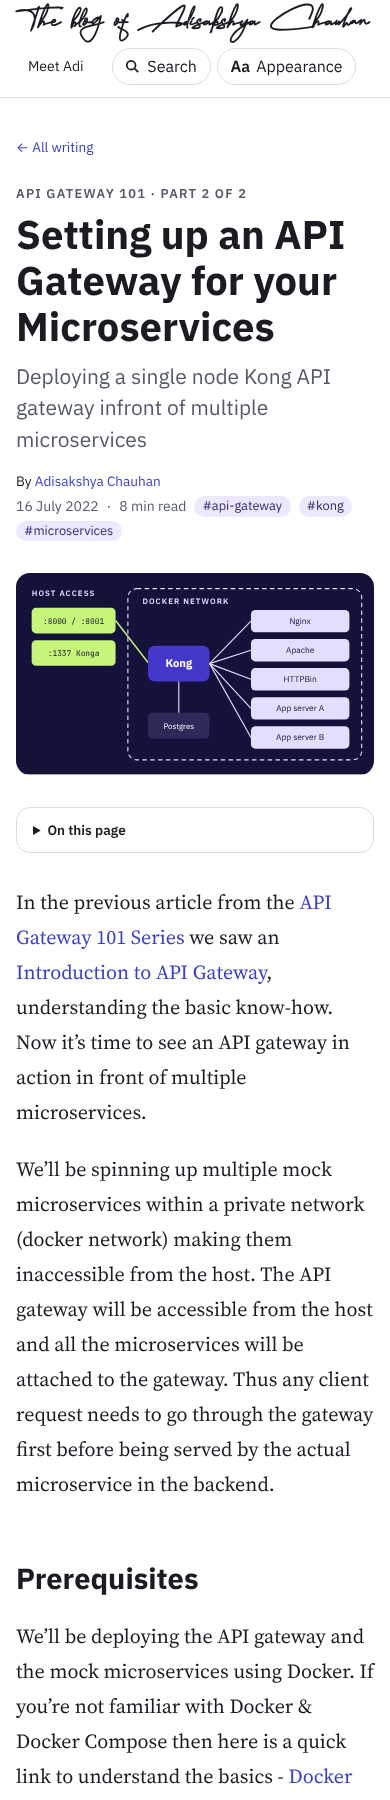 The blog of Adisakshya Chauhan
Meet Adi
Search
Aa Appearance
← All writing
API GATEWAY 101 · PART 2 OF 2
Setting up an API
Gateway for your
Microservices
Deploying a single node Kong API
gateway infront of multiple
microservices
By Adisakshya Chauhan
16 July 2022 · 8 min read #api-gateway #kong
#microservices
HOST ACCESS
:8000 / :8001
:1337 Konga
DOCKER NETWORK
Kong
Postgres
Nginx
Apache
HTTPBin
App server A
App server B
On this page
In the previous article from the API
Gateway 101 Series we saw an
Introduction to API Gateway,
understanding the basic know-how.
Now it’s time to see an API gateway in
action in front of multiple
microservices.
We’ll be spinning up multiple mock
microservices within a private network
(docker network) making them
inaccessible from the host. The API
gateway will be accessible from the host
and all the microservices will be
attached to the gateway. Thus any client
request needs to go through the gateway
first before being served by the actual
microservice in the backend.
Prerequisites
We’ll be deploying the API gateway and
the mock microservices using Docker. If
you’re not familiar with Docker &
Docker Compose then here is a quick
link to understand the basics - Docker